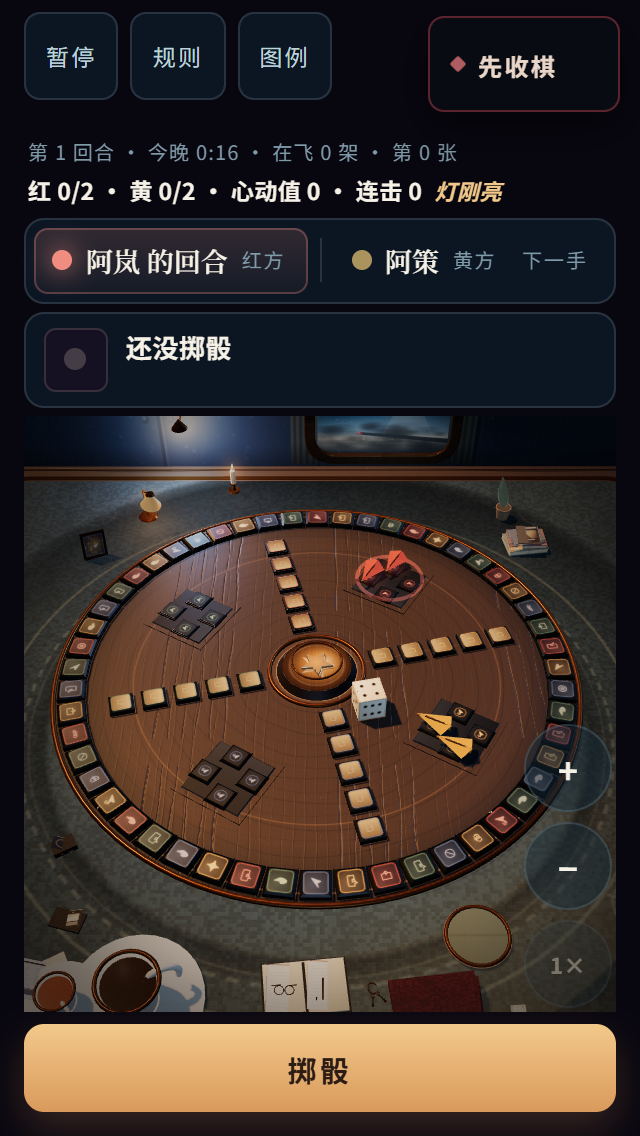 暂停
规则
图例
先收棋
第 1 回合 · 今晚 0:16 · 在飞 0 架 · 第 0 张
红 0/2 · 黄 0/2 · 心动值 0 · 连击 0 灯刚亮
阿岚 的回合 红方
阿策 黄方 下一手
还没掷骰
+
−
1×
掷骰